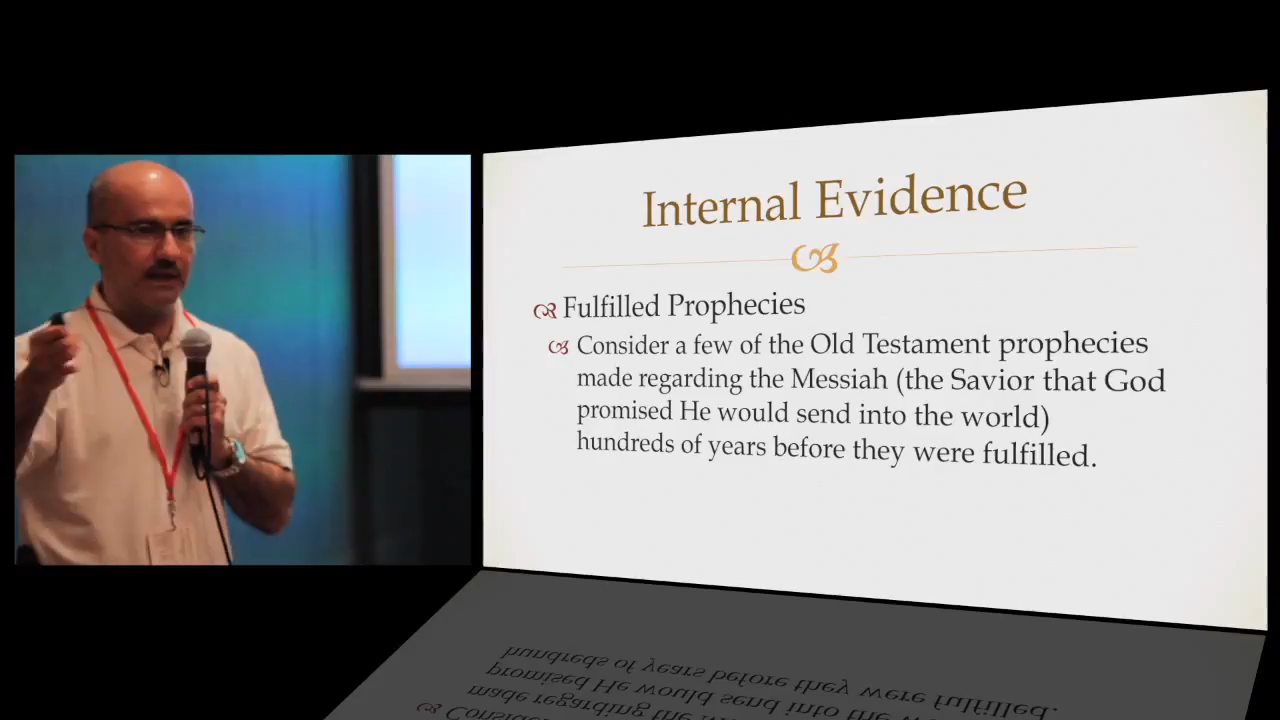 Internal Evidence
Fulfilled Prophecies
Consider a few of the Old Testament prophecies
made regarding the Messiah (the Savior that God
promised He would send into the world)
hundreds of years before they were fulfilled.